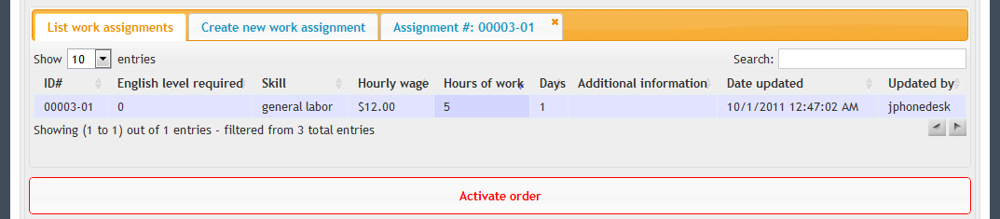 List work assignments Create new work assignment Assignment #: 00003-01
Show 10 entries Search:
ID# English level required Skill Hourly wage Hours of work Days Additional information Date updated Updated by
00003-01 0 general labor $12.00 5 1 10/1/2011 12:47:02 AM jphonedesk
Showing (1 to 1) out of 1 entries - filtered from 3 total entries
Activate order